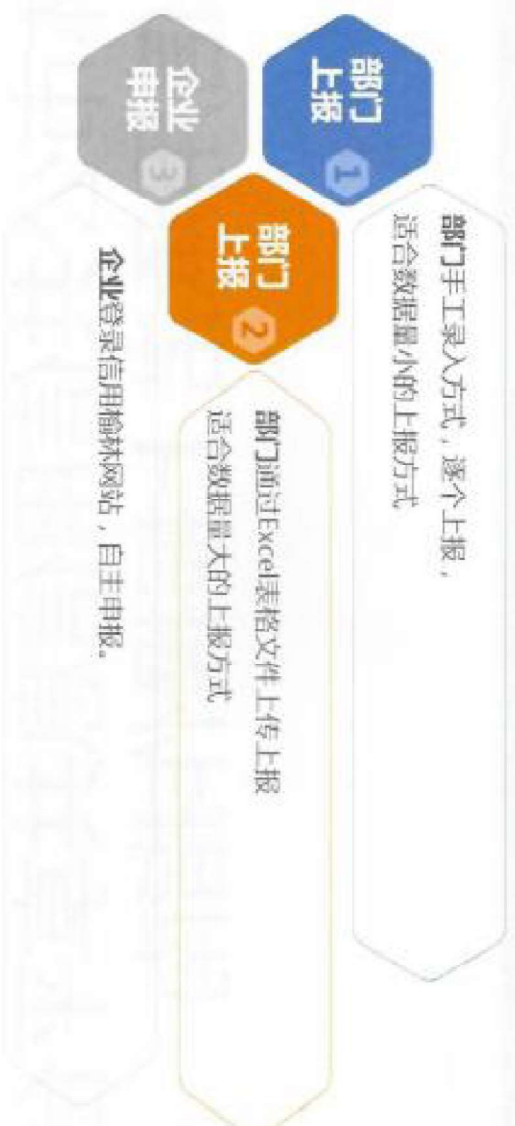 部门
上报
1
部门手工录入方式，逐个上报，
适合数据量小的上报方式
部门
上报
2
部门通过Excel表格文件上传上报
适合数据量大的上报方式
企业
申报
3
企业登录信用榆林网站，自主申报。